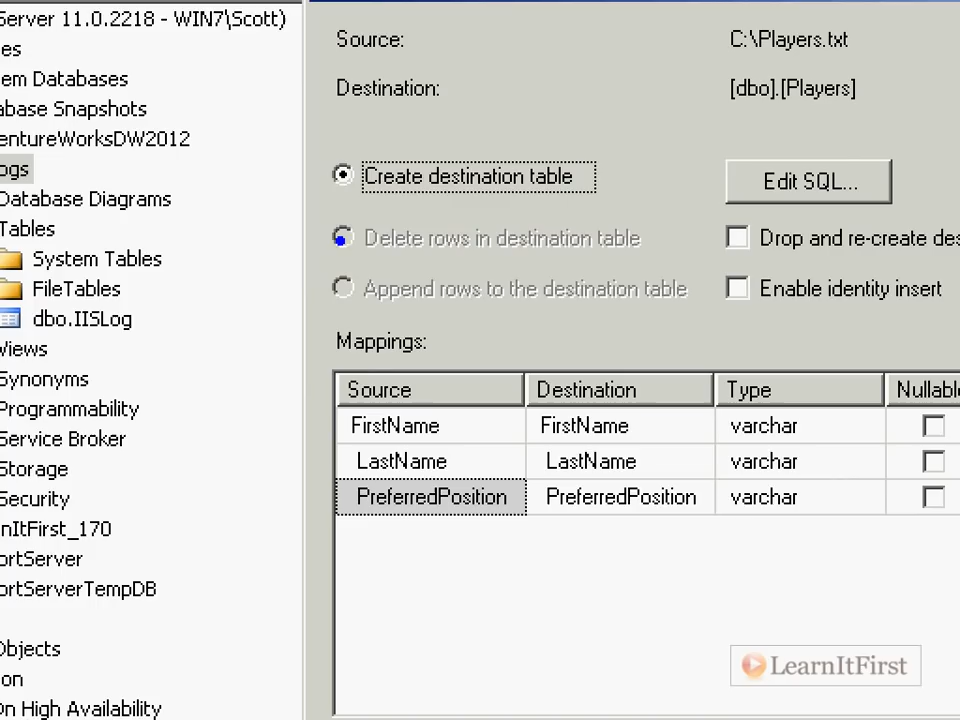 Server 11.0.2218 - WIN7\Scott)
es
em Databases
abase Snapshots
entureWorksDW2012
ogs
Database Diagrams
Tables
System Tables
FileTables
dbo.IISLog
Views
Synonyms
Programmability
Service Broker
Storage
Security
nItFirst_170
ortServer
ortServerTempDB
Objects
on
On High Availability
Source:
C:\Players.txt
Destination:
[dbo].[Players]
Create destination table
Edit SQL...
Delete rows in destination table
Drop and re-create des
Append rows to the destination table
Enable identity insert
Mappings:
Source Destination Type Nullable
FirstName FirstName varchar
LastName LastName varchar
PreferredPosition PreferredPosition varchar
LearnItFirst